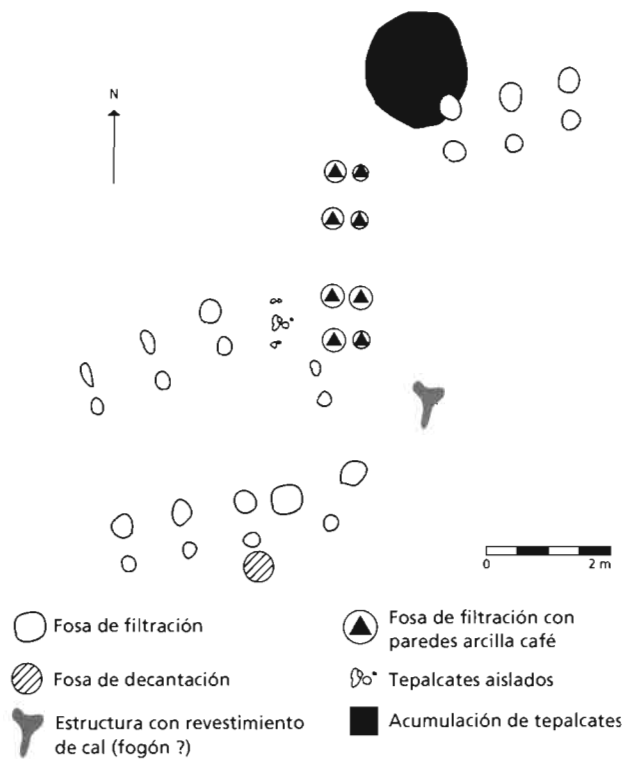 N
0 2 m
Fosa de filtración
Fosa de decantación
Estructura con revestimiento
de cal (fogón ?)
Fosa de filtración con
paredes arcilla café
Tepalcates aislados
Acumulación de tepalcates